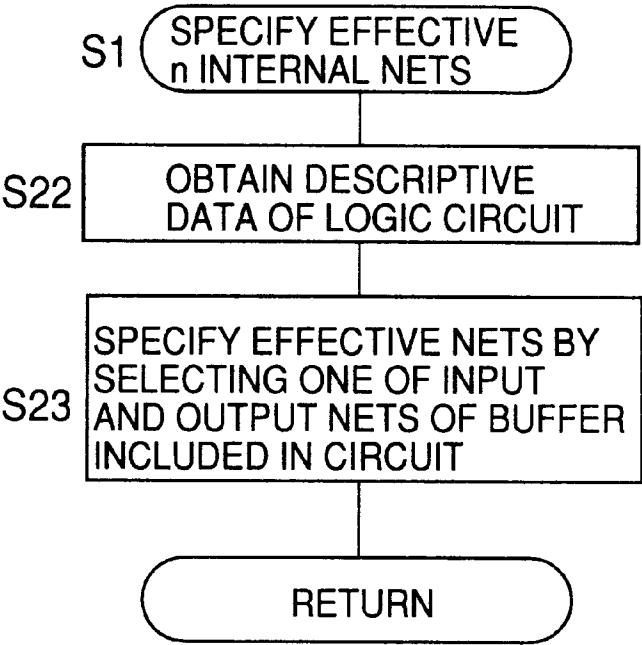 S1
SPECIFY EFFECTIVE
n INTERNAL NETS
S22
OBTAIN DESCRIPTIVE
DATA OF LOGIC CIRCUIT
S23
SPECIFY EFFECTIVE NETS BY
SELECTING ONE OF INPUT
AND OUTPUT NETS OF BUFFER
INCLUDED IN CIRCUIT
RETURN